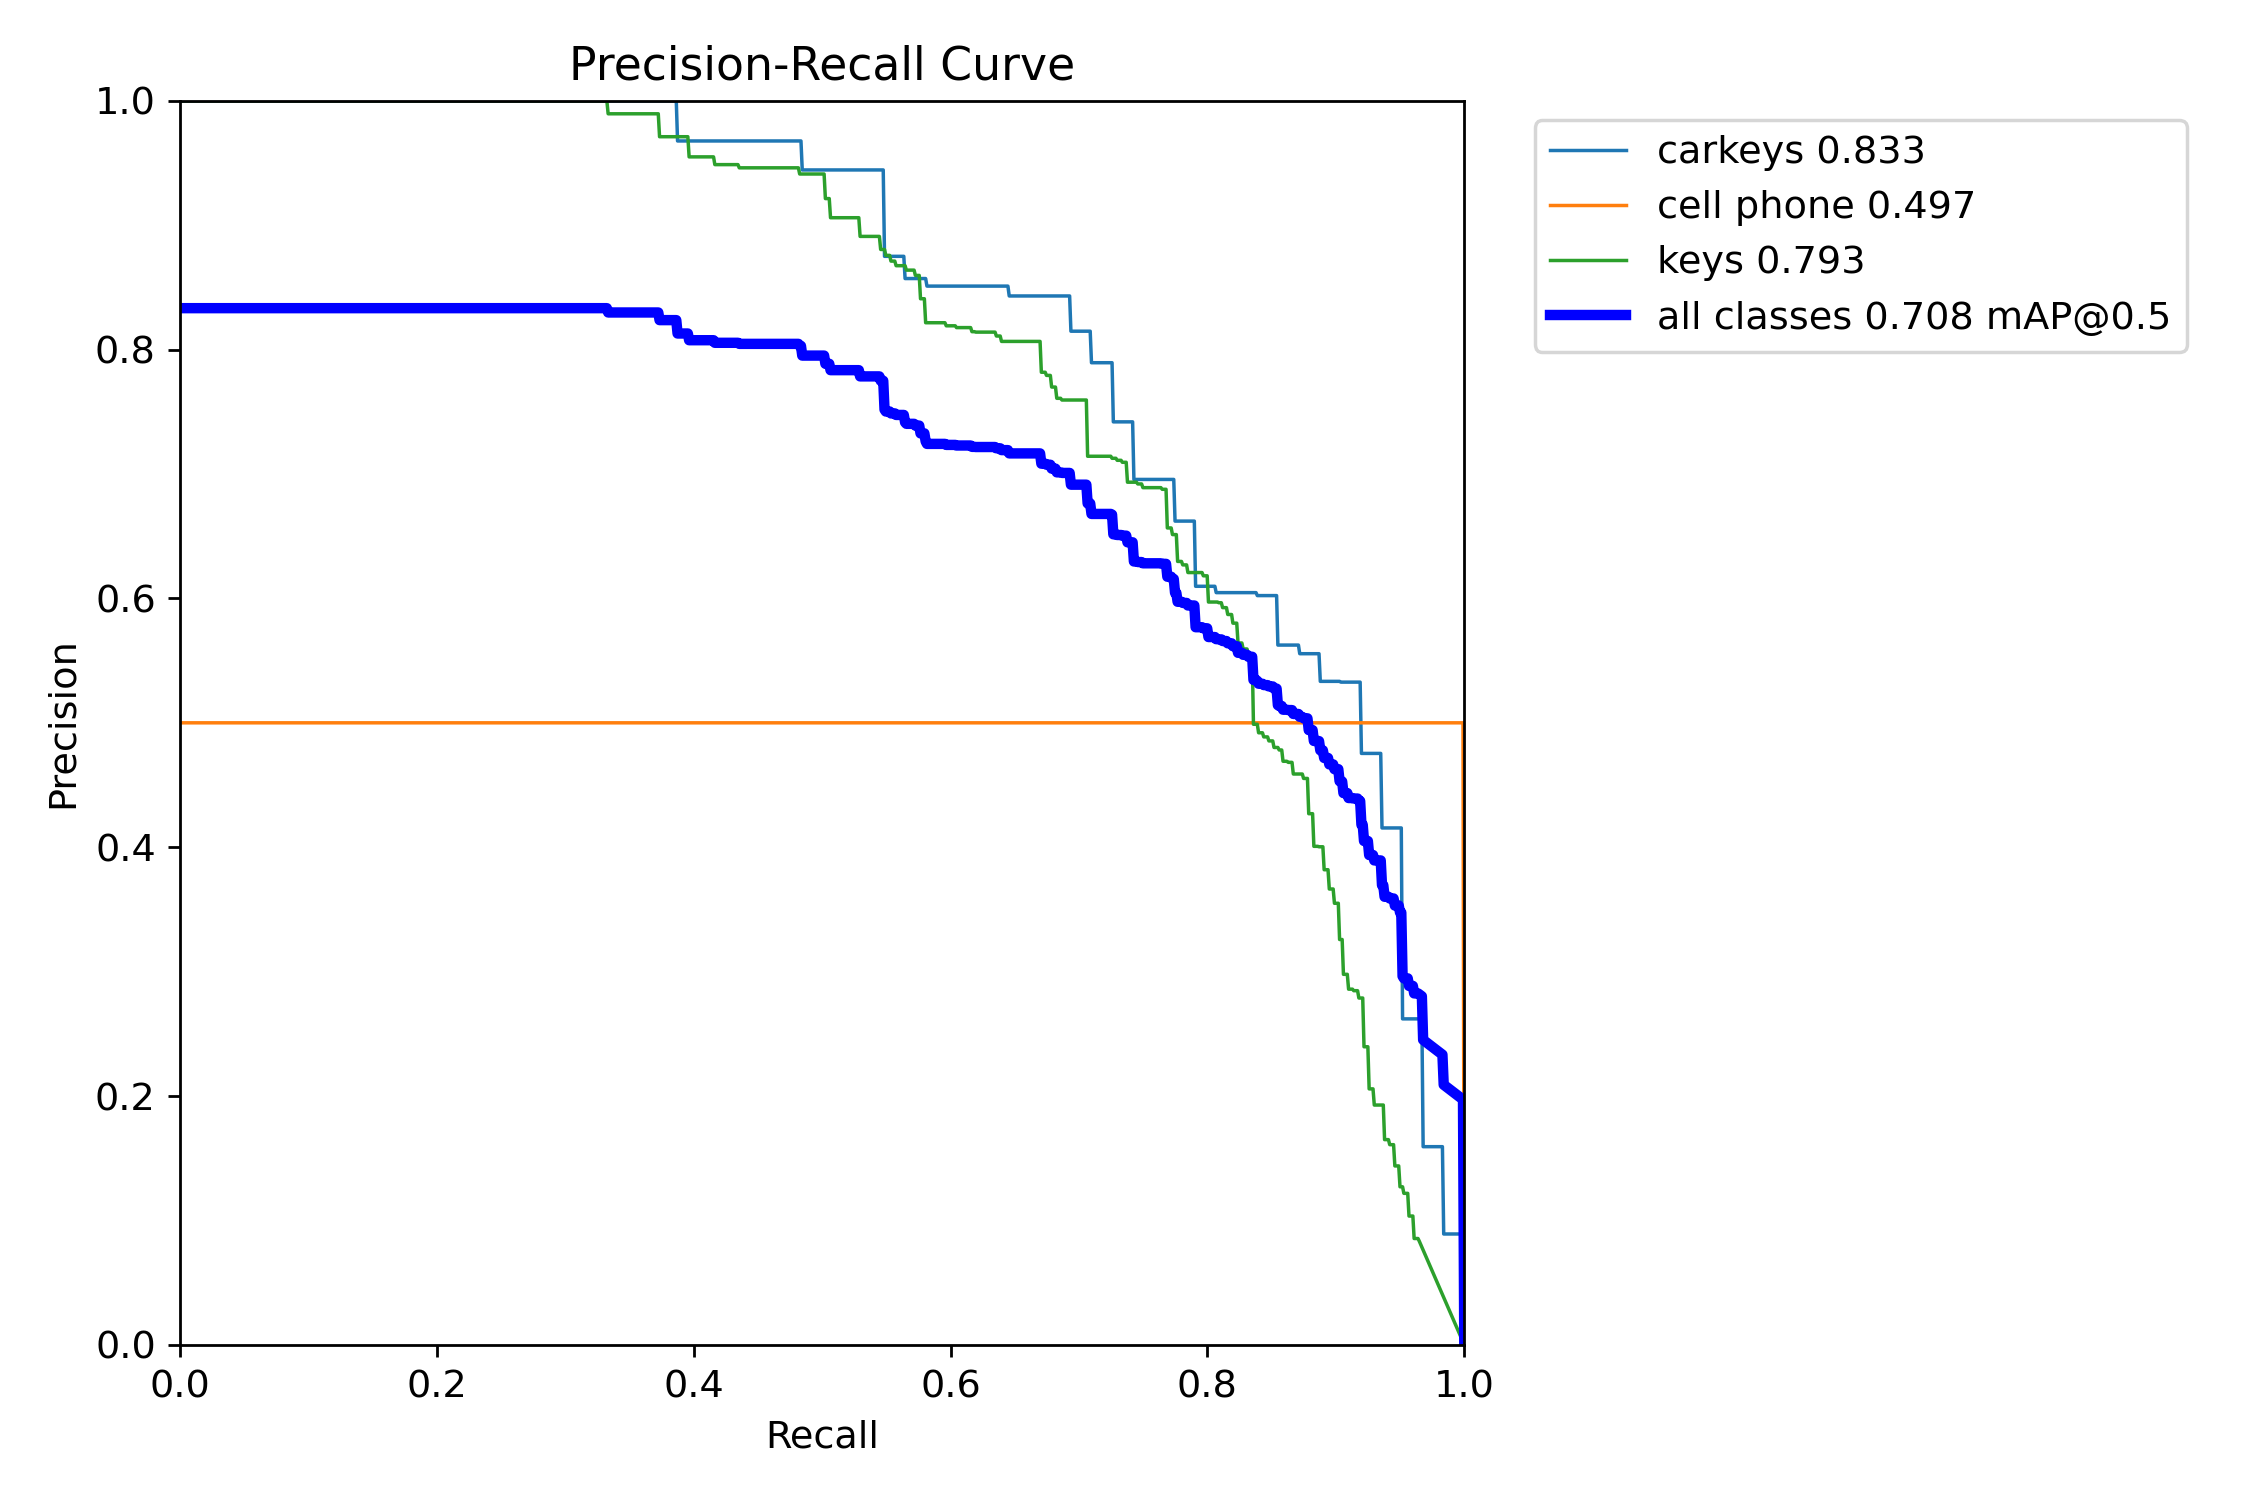 Precision-Recall Curve
1.0
0.8
0.6
0.4
0.2
0.0
Precision
0.0 0.2 0.4 0.6 0.8 1.0
Recall
carkeys 0.833
cell phone 0.497
keys 0.793
all classes 0.708 mAP@0.5